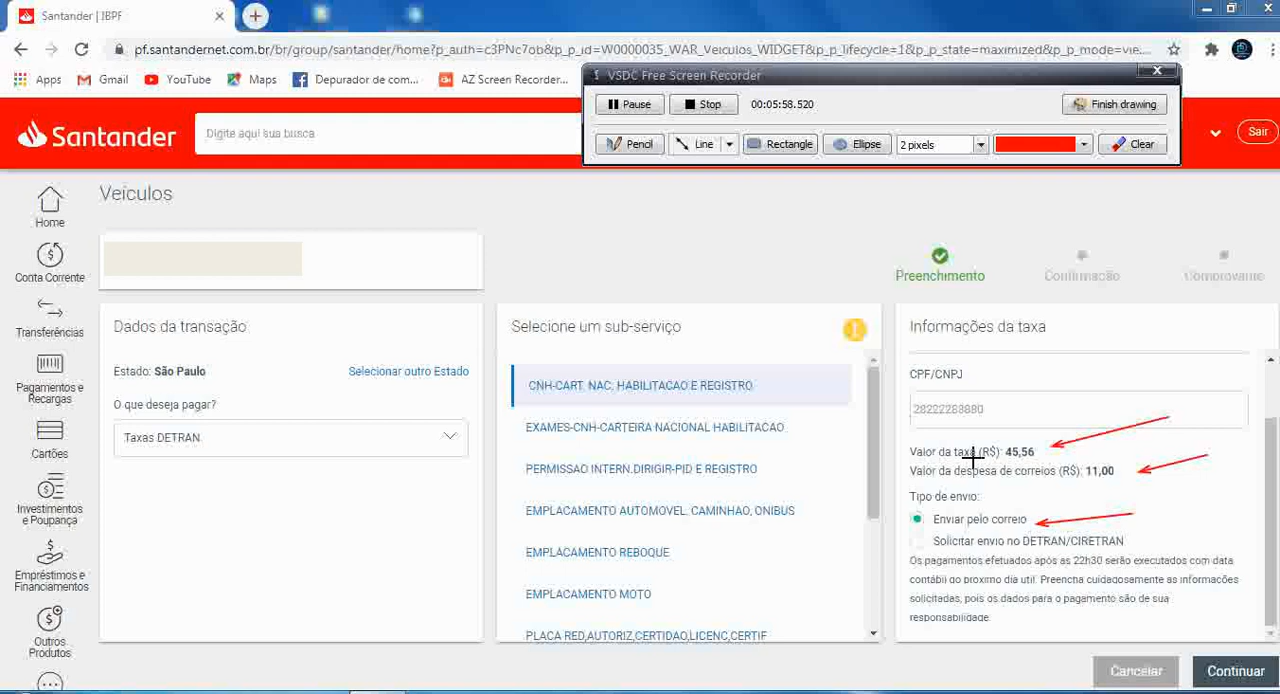 Santander | IBPF
pf.santandernet.com.br/br/group/santander/home?p_auth=c3PNc7ob&p_p_id=W0000035_WAR_Veiculos_WIDGET&p_p_lifecycle=1&p_p_state=maximized&p_p_mode=vie...
Apps Gmail YouTube Maps Depurador de com... AZ Screen Recorder...
VSDC Free Screen Recorder
Pause Stop 00:05:58.520 Finish drawing
Pencil Line Rectangle Ellipse 2 pixels Clear
Santander Digite aqui sua busca Sair
Home
Conta Corrente
Transferências
Pagamentos e
Recargas
Cartões
Investimentos
e Poupança
Empréstimos e
Financiamentos
Outros
Produtos
Veículos
Preenchimento Confirmação Comprovante
Dados da transação
Estado: São Paulo Selecionar outro Estado
O que deseja pagar?
Taxas DETRAN
Selecione um sub-serviço
CNH-CART. NAC. HABILITACAO E REGISTRO
EXAMES-CNH-CARTEIRA NACIONAL HABILITACAO
PERMISSAO INTERN.DIRIGIR-PID E REGISTRO
EMPLACAMENTO AUTOMOVEL, CAMINHAO, ONIBUS
EMPLACAMENTO REBOQUE
EMPLACAMENTO MOTO
PLACA RED,AUTORIZ,CERTIDAO,LICENC,CERTIF
Informações da taxa
CPF/CNPJ
28222283880
Valor da taxa (R$): 45,56
Valor da despesa de correios (R$): 11,00
Tipo de envio:
Enviar pelo correio
Solicitar envio no DETRAN/CIRETRAN
Os pagamentos efetuados após as 22h30 serão executados com data
contábil do próximo dia útil. Preencha cuidadosamente as informações
solicitadas, pois os dados para o pagamento são de sua
responsabilidade.
Cancelar Continuar